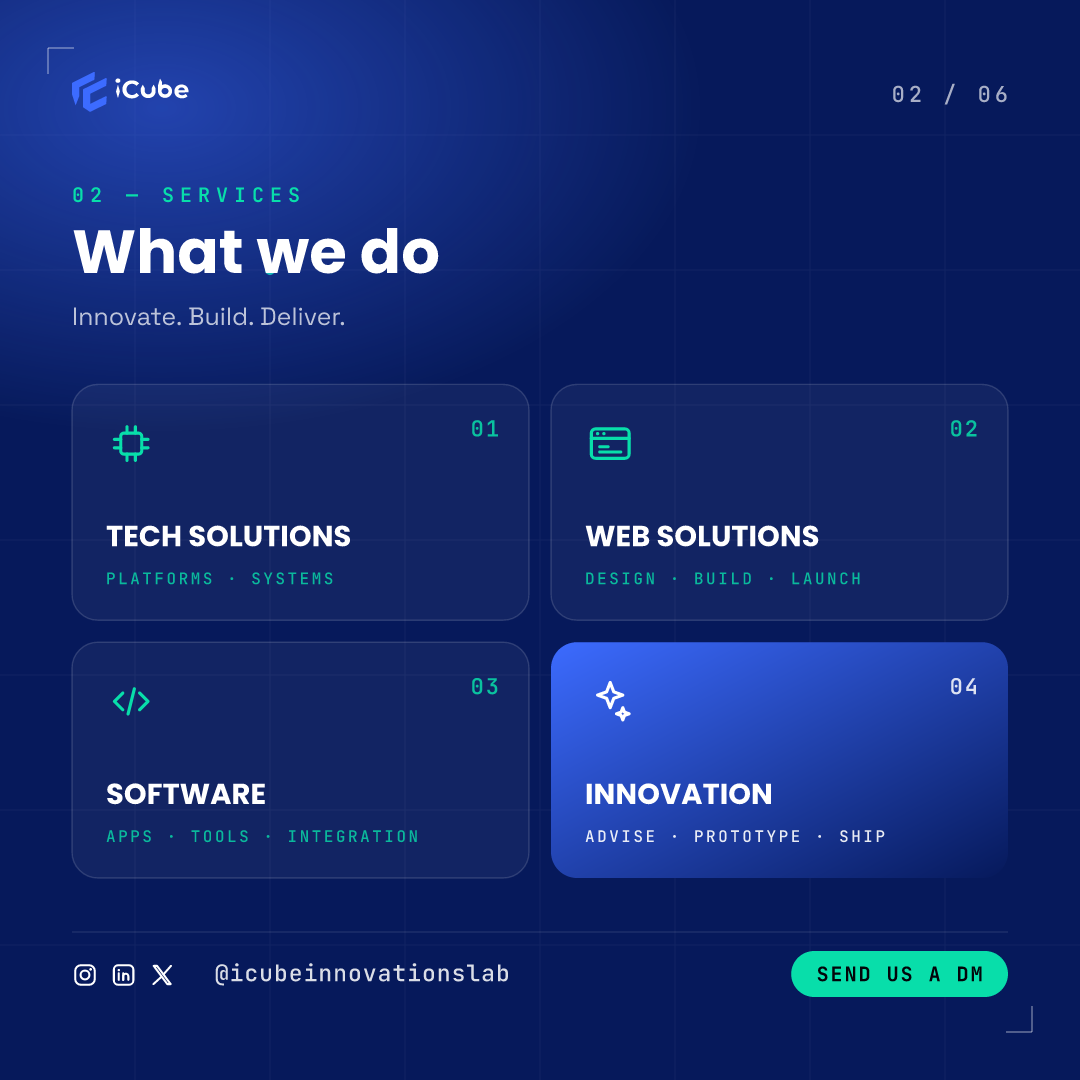 iCube
02 / 06
02 — SERVICES
What we do
Innovate. Build. Deliver.
01
TECH SOLUTIONS
PLATFORMS · SYSTEMS
02
WEB SOLUTIONS
DESIGN · BUILD · LAUNCH
03
SOFTWARE
APPS · TOOLS · INTEGRATION
04
INNOVATION
ADVISE · PROTOTYPE · SHIP
@icubeinnovationslab
SEND US A DM